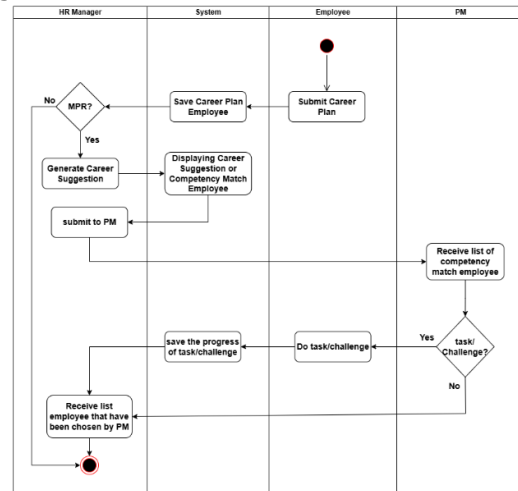 HR Manager
System
Employee
PM
No
MPR?
Save Career Plan
Employee
Submit Career
Plan
Yes
Generate Career
Suggestion
Displaying Career
Suggestion or
Competency Match
Employee
submit to PM
Receive list of
competency
match employee
save the progress
of task/challenge
Do task/challenge
Yes
task/
Challenge?
No
Receive list
employee that have
been chosen by PM